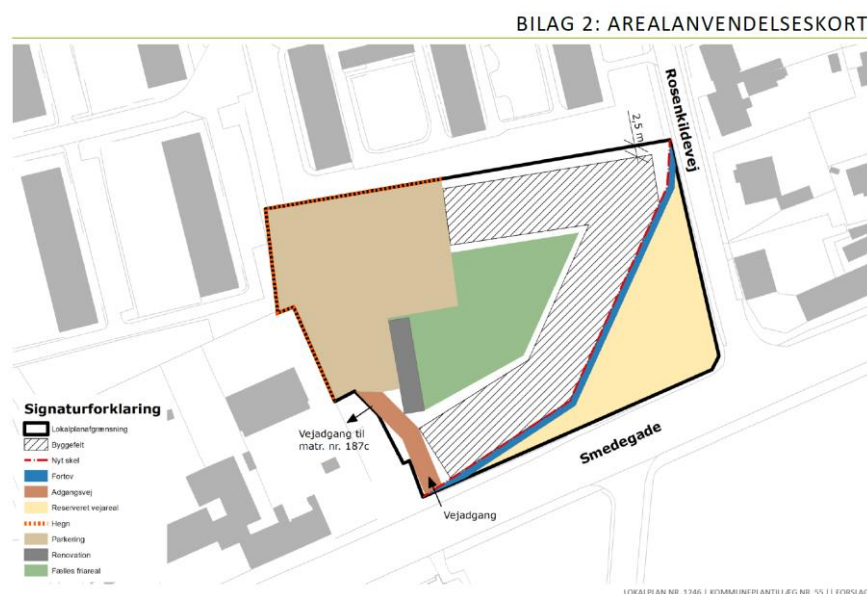 BILAG 2: AREALANVENDELSESKORT
Rosenkildevej
2,5 m
Signaturforklaring
Lokalplanafgrænsning
Byggefelt
Nyt skel
Fortov
Adgangsvej
Reserveret vejareal
Hegn
Parkering
Renovation
Fælles friareal
Vejadgang til
matr. nr. 187c
Vejadgang
Smedegade
LOKALPLAN NR. 1246 | KOMMUNEPLANTILLÆG NR. 55 | | FORSLAG